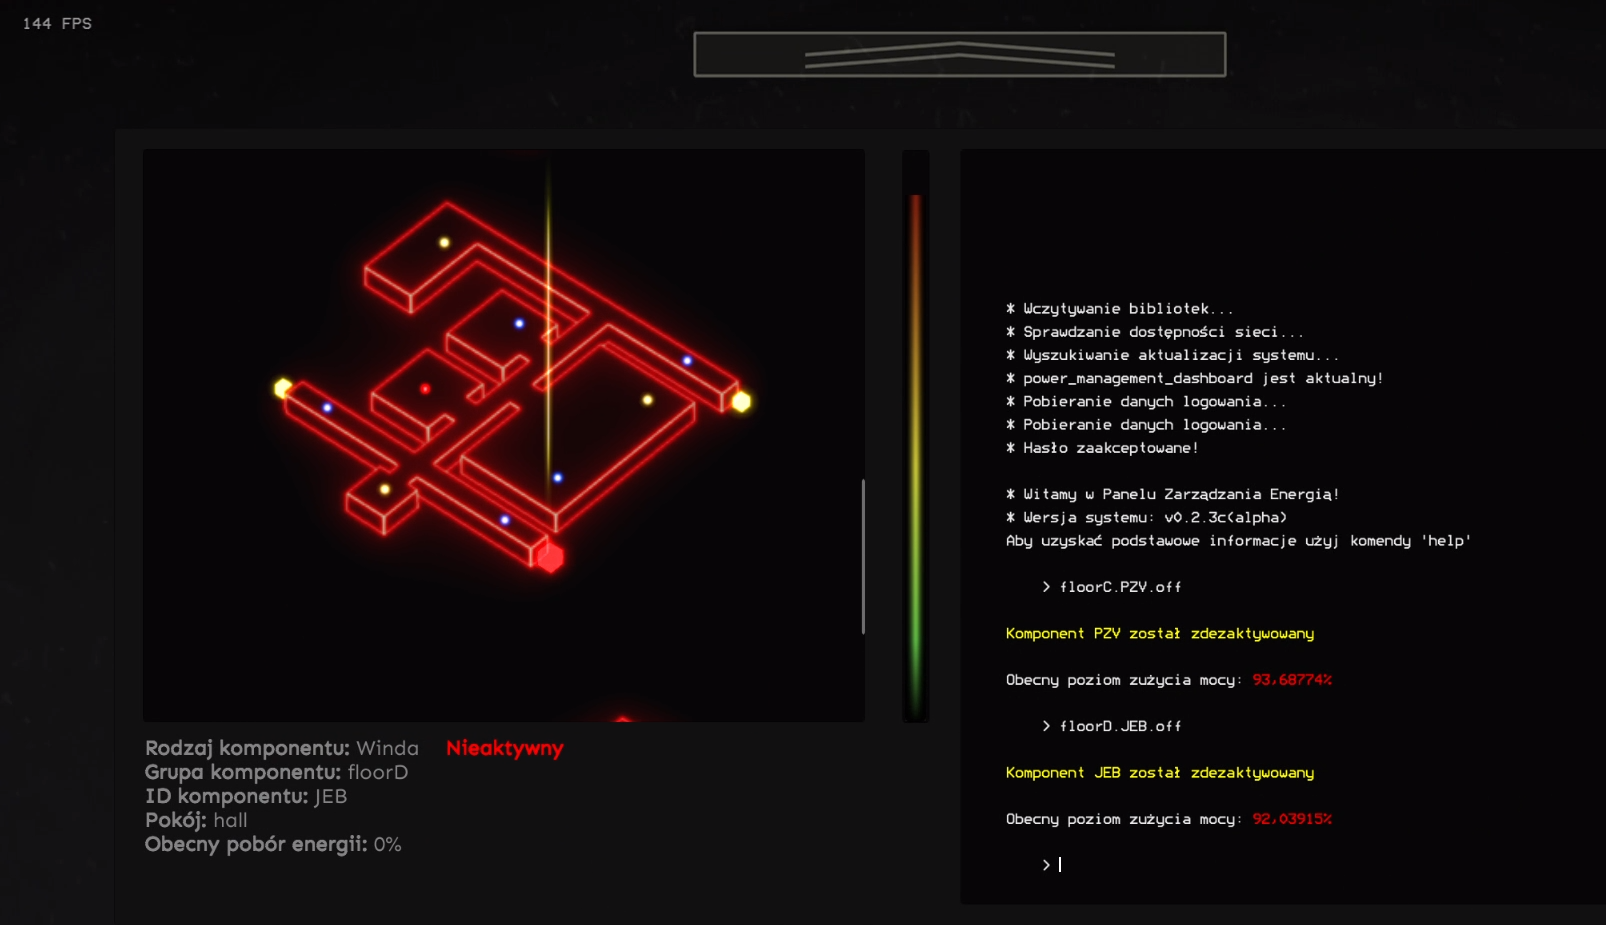 144 FPS
* Wczytywanie bibliotek...
* Sprawdzanie dostępności sieci...
* Wyszukiwanie aktualizacji systemu...
* power_management_dashboard jest aktualny!
* Pobieranie danych logowania...
* Pobieranie danych logowania...
* Hasło zaakceptowane!
* Witamy w Panelu Zarządzania Energią!
* Wersja systemu: v0.2.3c(alpha)
Aby uzyskać podstawowe informacje użyj komendy 'help'
> floorC.PZY.off
Komponent PZY został zdezaktywowany
Obecny poziom zużycia mocy: 93,68774%
> floorD.JEB.off
Komponent JEB został zdezaktywowany
Obecny poziom zużycia mocy: 92,03915%
>
Rodzaj komponentu: Winda Nieaktywny
Grupa komponentu: floorD
ID komponentu: JEB
Pokój: hall
Obecny pobór energii: 0%